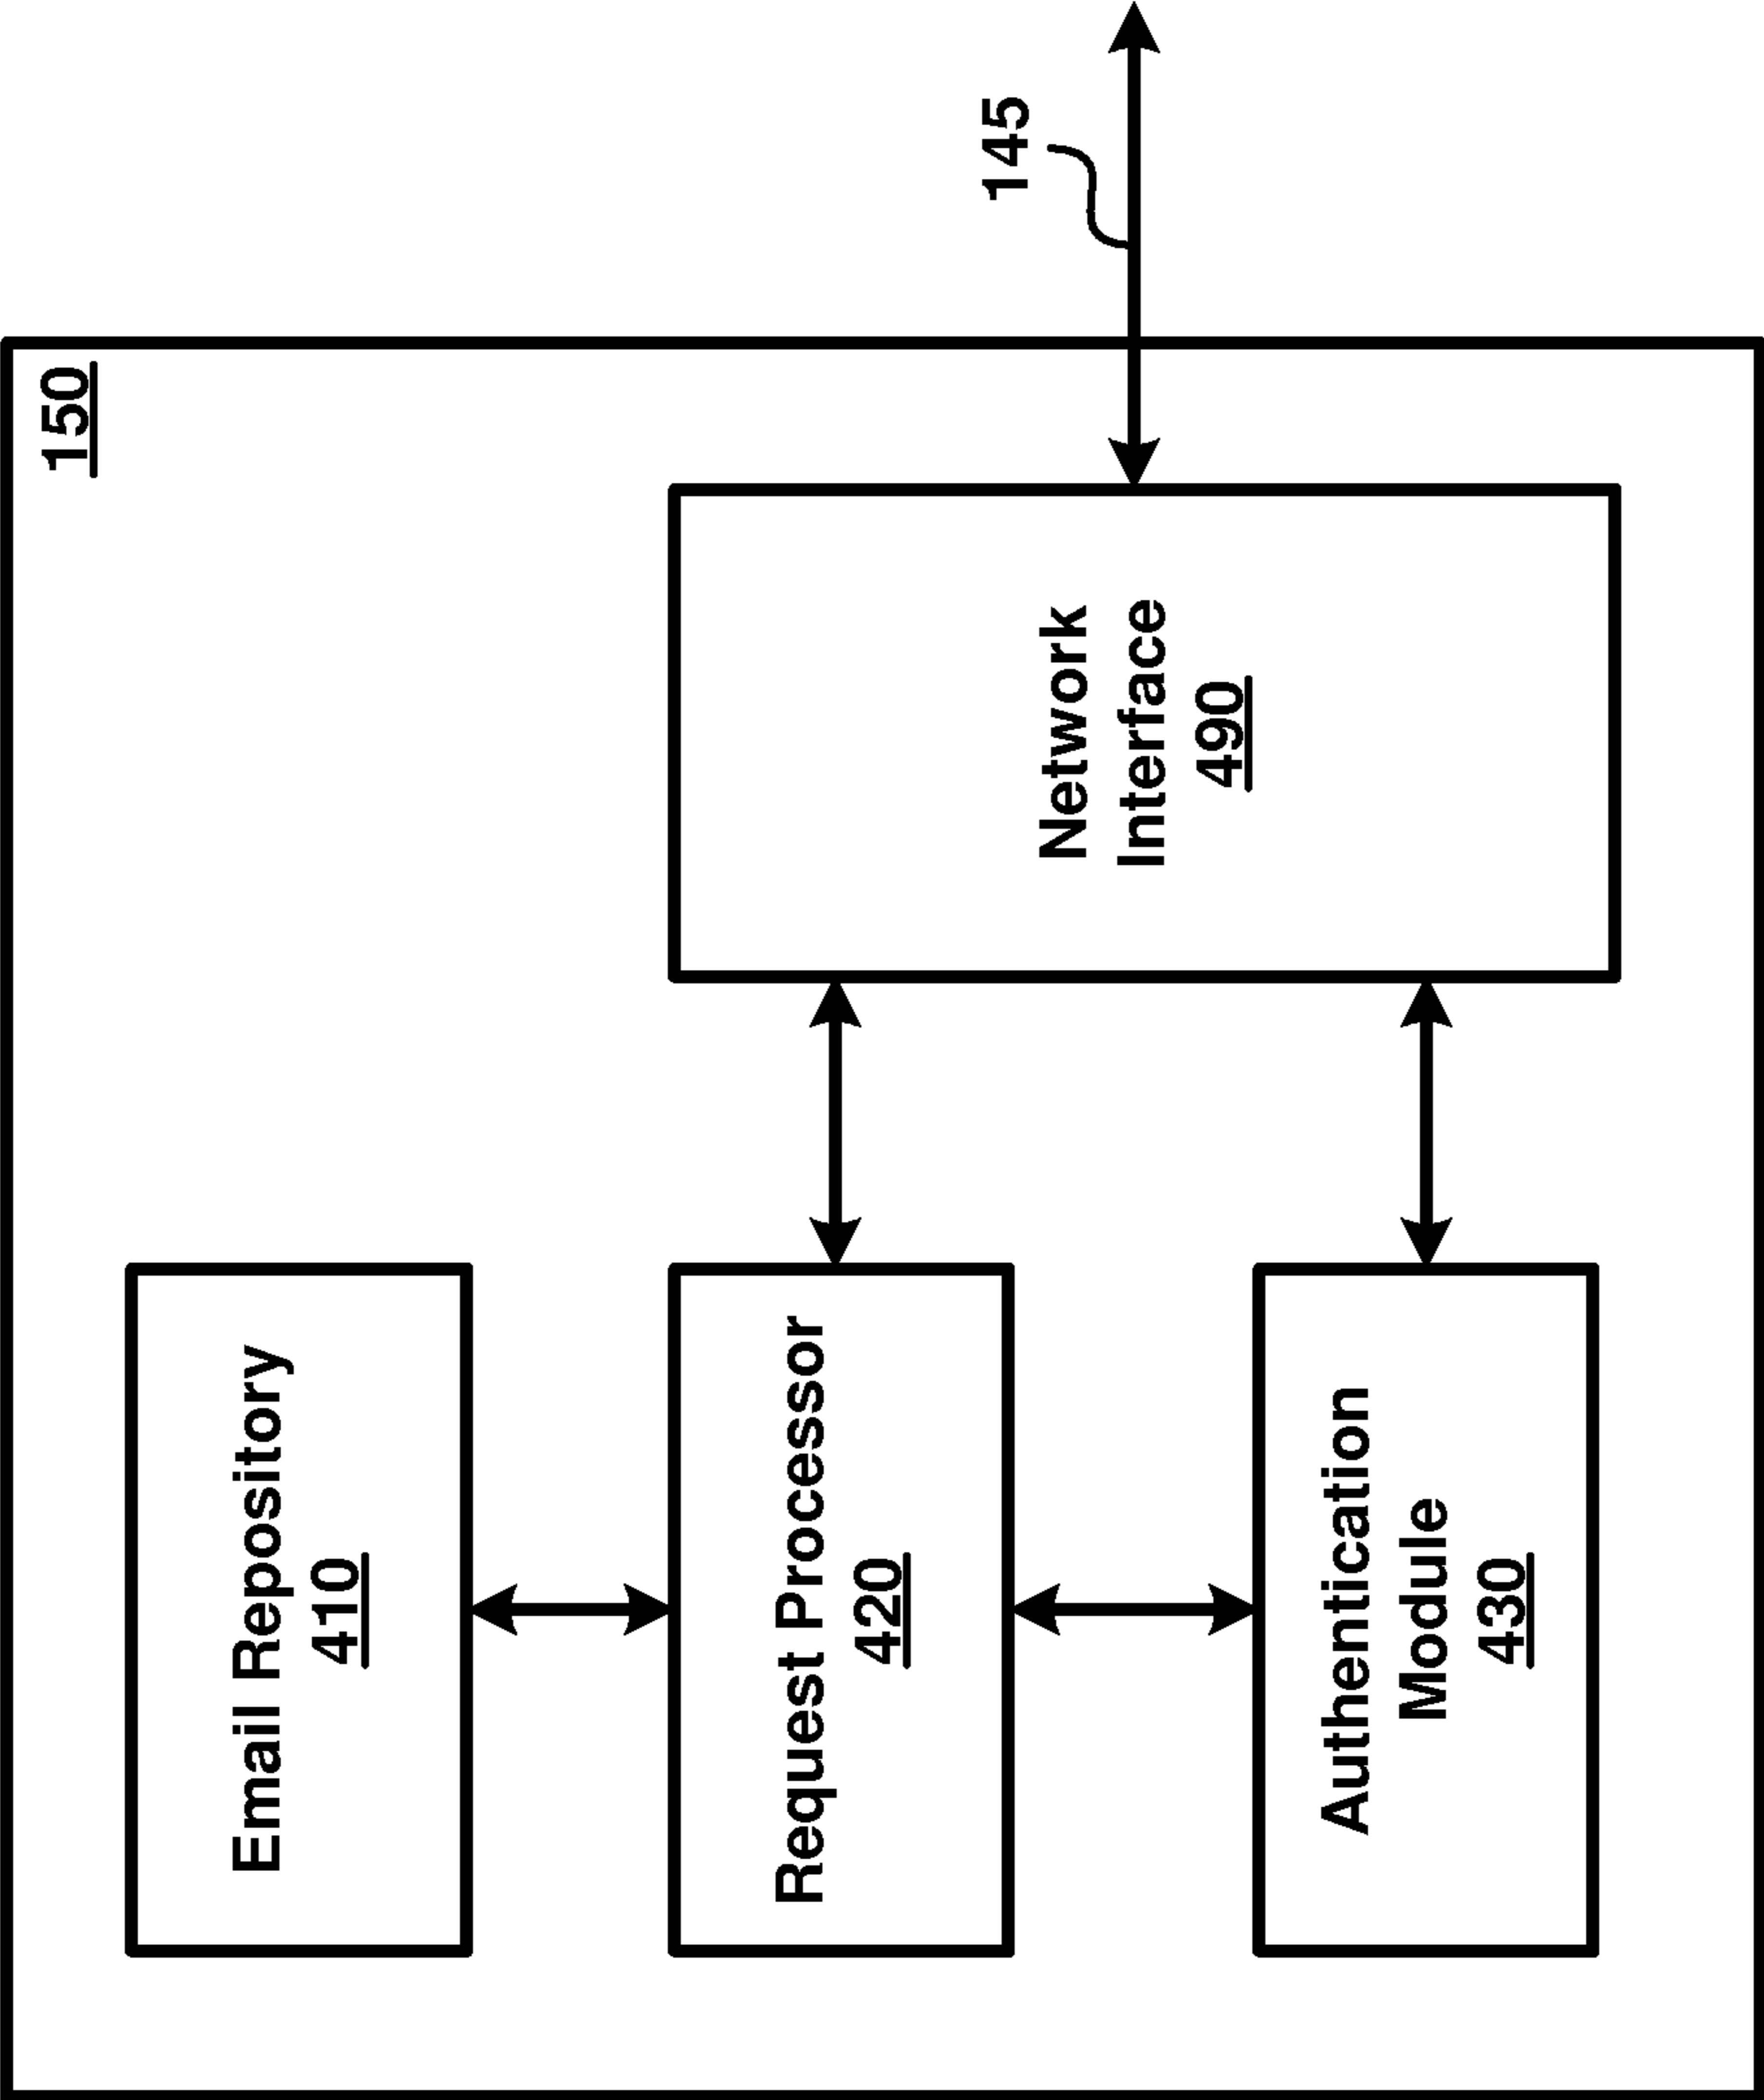 150
145
Email Repository
410
Request Processor
420
Authentication
Module
430
Network
Interface
490